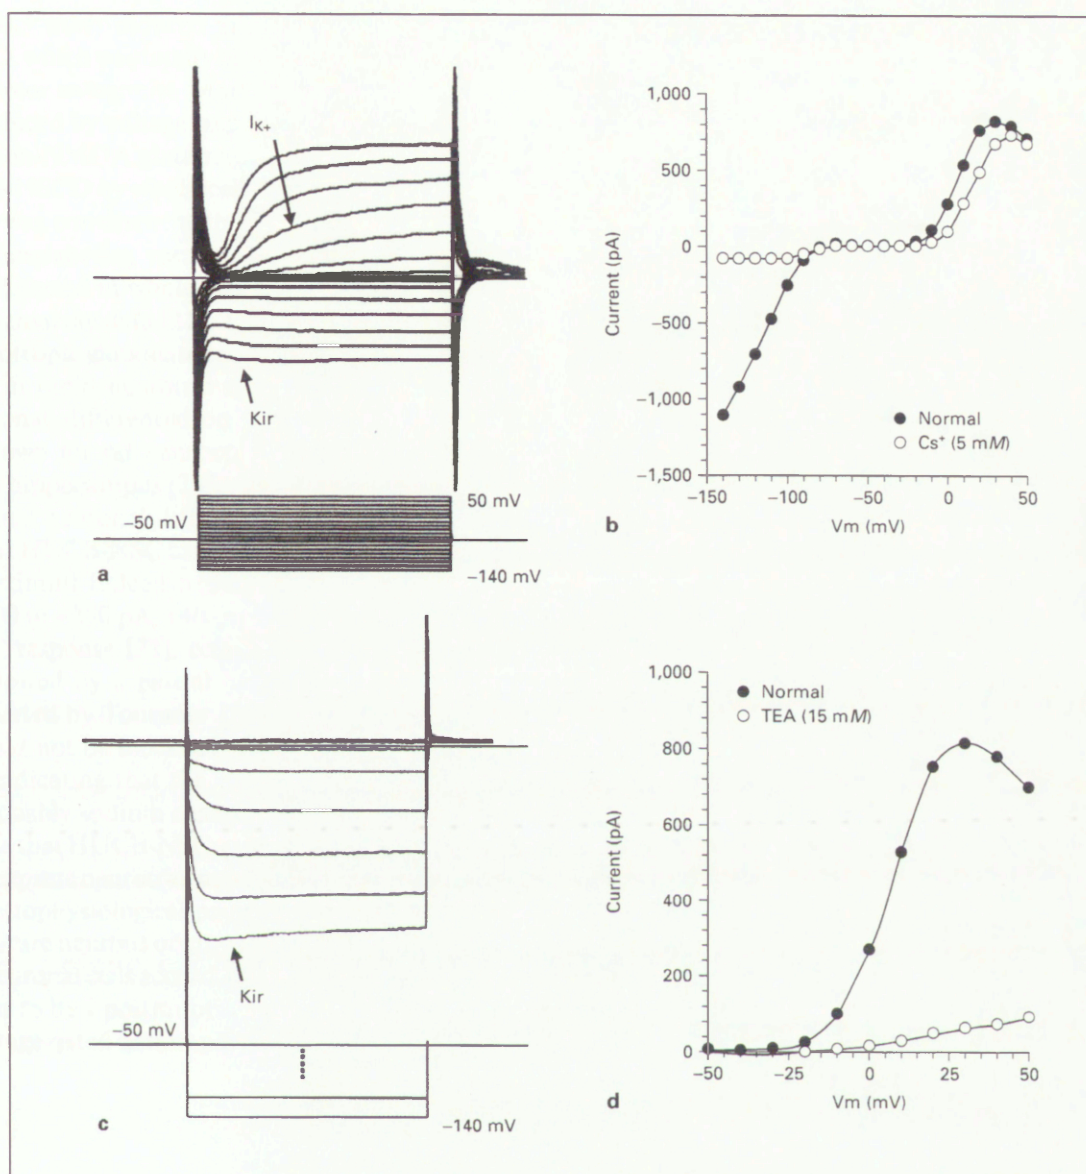 I K+
Kir
-50 mV
50 mV
-140 mV
a
1,000
500
0
-500
-1,000
-1,500
Current (pA)
-150
-100
-50
0
50
Vm (mV)
Normal
Cs+ (5 mM)
b
Kir
-50 mV
-140 mV
c
1,000
800
600
400
200
0
Current (pA)
Normal
TEA (15 mM)
-50
-25
0
25
50
Vm (mV)
d